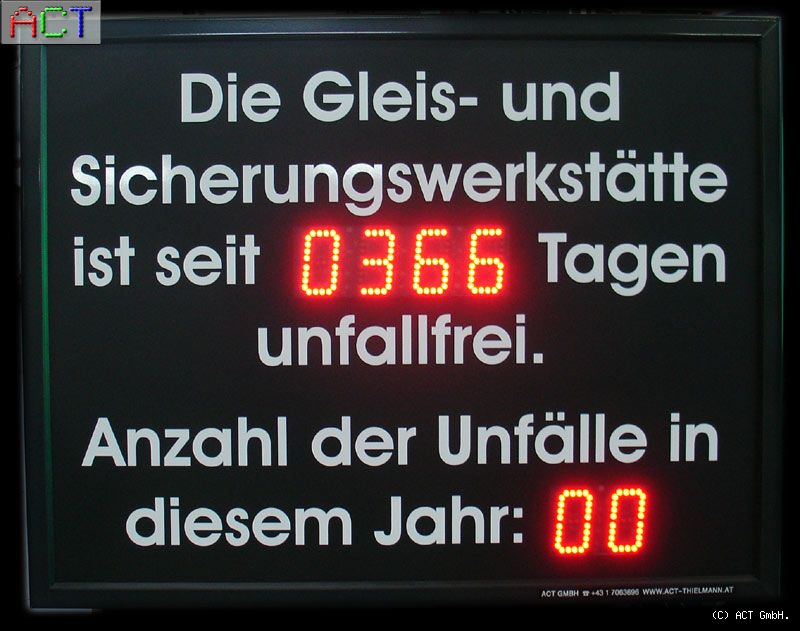 ACT
Die Gleis- und
Sicherungswerkstätte
ist seit 0366 Tagen
unfallfrei.
Anzahl der Unfälle in
diesem Jahr: 00
ACT GMBH ☎ +43 1 7063696 WWW.ACT-THIELMANN.AT
(C) ACT GmbH.